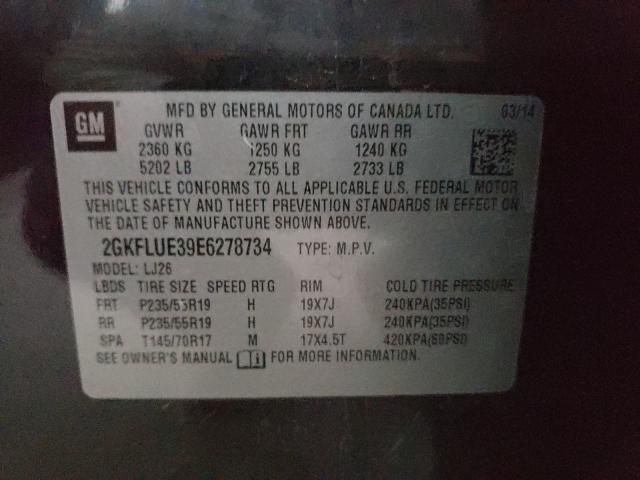 GM
MFD BY GENERAL MOTORS OF CANADA LTD. 03/14
GVWR GAWR FRT GAWR RR
2360 KG 1250 KG 1240 KG
5202 LB 2755 LB 2733 LB
THIS VEHICLE CONFORMS TO ALL APPLICABLE U.S. FEDERAL MOTOR
VEHICLE SAFETY AND THEFT PREVENTION STANDARDS IN EFFECT ON
THE DATE OF MANUFACTURE SHOWN ABOVE.
2GKFLUE39E6278734 TYPE: M.P.V.
MODEL: LJ26
LBDS TIRE SIZE SPEED RTG RIM COLD TIRE PRESSURE
FRT P235/55R19 H 19X7J 240KPA(35PSI)
RR P235/55R19 H 19X7J 240KPA(35PSI)
SPA T145/70R17 M 17X4.5T 420KPA(60PSI)
SEE OWNER'S MANUAL FOR MORE INFORMATION.